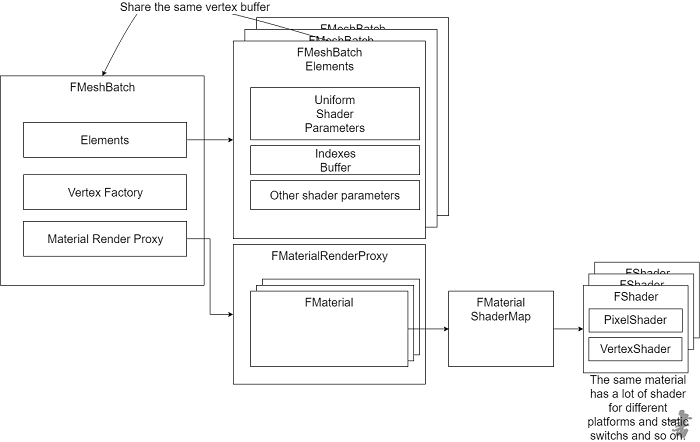 Share the same vertex buffer
FMeshBatch
FMeshBatch
FMeshBatch
Elements
Uniform
Shader
Parameters
Indexes
Buffer
Other shader parameters
FMeshBatch
Elements
Vertex Factory
Material Render Proxy
FMaterialRenderProxy
FMaterial
FMaterial
ShaderMap
FShader
FShader
FShader
PixelShader
VertexShader
The same material
has a lot of shader
for different
platforms and static
switchs and so on